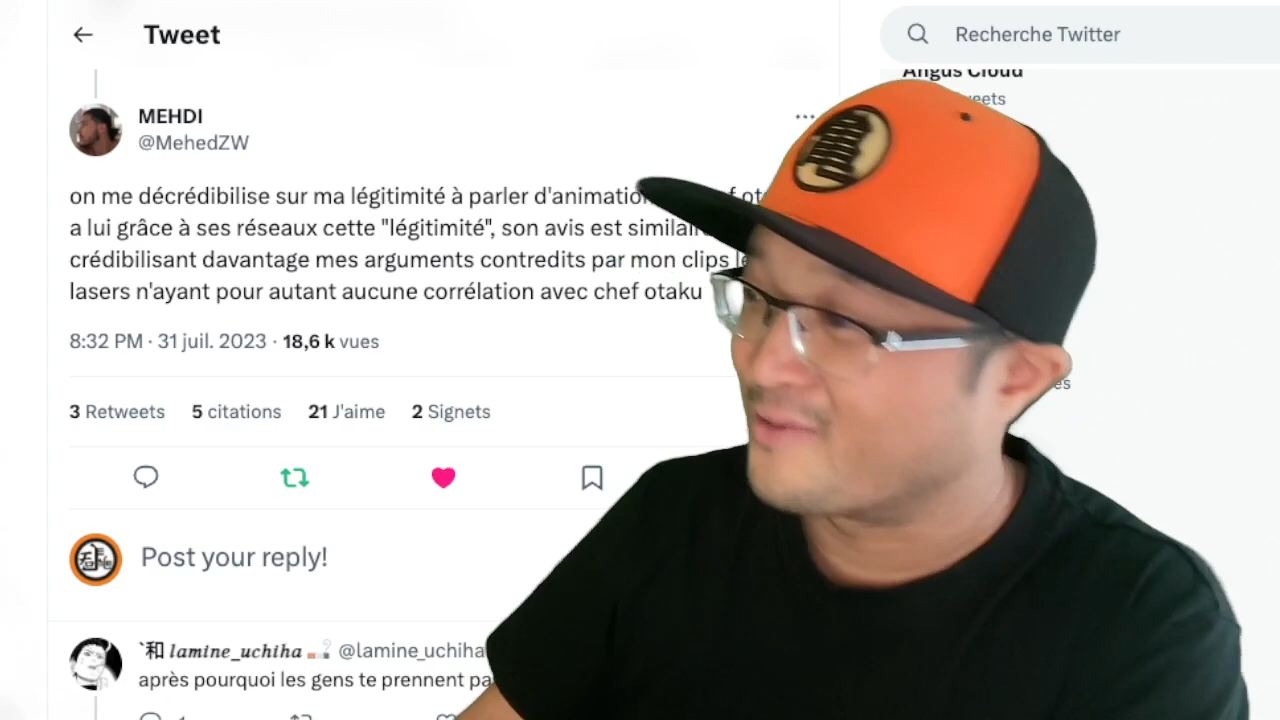 Tweet
Recherche Twitter
Angus Cloud
MEHDI
@MehedZW
on me décrédibilise sur ma légitimité à parler d'animation
a lui grâce à ses réseaux cette "légitimité", son avis est
crédibilisant davantage mes arguments contredits par mon clips
lasers n'ayant pour autant aucune corrélation avec chef otaku
8:32 PM · 31 juil. 2023 · 18,6 k vues
3 Retweets 5 citations 21 J'aime 2 Signets
Post your reply!
`和 lamine_uchiha @lamine_uchiha
après pourquoi les gens te prennent